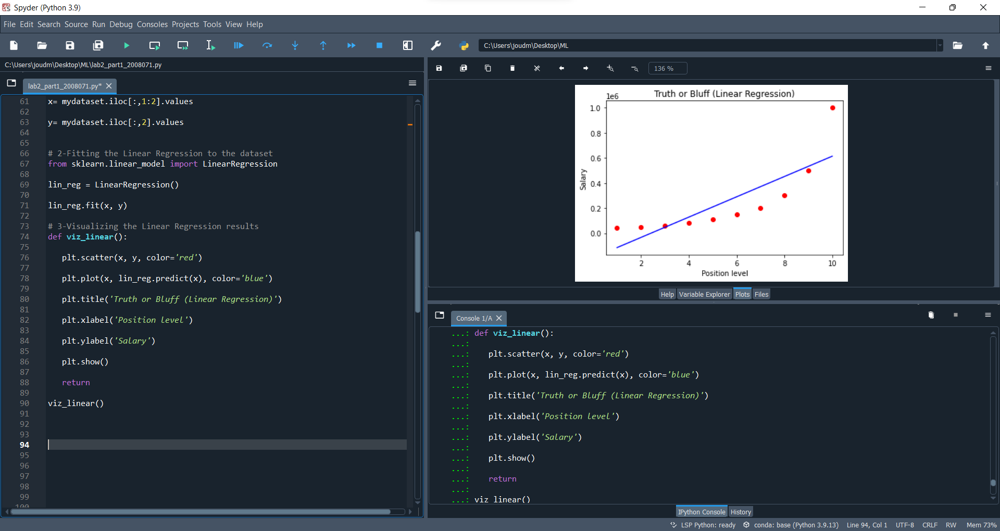 Spyder (Python 3.9)
File Edit Search Source Run Debug Consoles Projects Tools View Help
C:\Users\joudm\Desktop\ML
C:\Users\joudm\Desktop\ML\lab2_part1_2008071.py
lab2_part1_2008071.py*
61 x= mydataset.iloc[:,1:2].values
62
63 y= mydataset.iloc[:,2].values
64
65
66 # 2-Fitting the Linear Regression to the dataset
67 from sklearn.linear_model import LinearRegression
68
69 lin_reg = LinearRegression()
70
71 lin_reg.fit(x, y)
72
73 # 3-Visualizing the Linear Regression results
74 def viz_linear():
75
76 plt.scatter(x, y, color='red')
77
78 plt.plot(x, lin_reg.predict(x), color='blue')
79
80 plt.title('Truth or Bluff (Linear Regression)')
81
82 plt.xlabel('Position level')
83
84 plt.ylabel('Salary')
85
86 plt.show()
87
88 return
89
90 viz_linear()
91
92
93
94
95
96
97
98
99
100
136 %
Truth or Bluff (Linear Regression)
1e6
1.0
0.8
0.6
0.4
0.2
0.0
Salary
2 4 6 8 10
Position level
Help Variable Explorer Plots Files
Console 1/A
...: def viz_linear():
...:
...: plt.scatter(x, y, color='red')
...:
...: plt.plot(x, lin_reg.predict(x), color='blue')
...:
...: plt.title('Truth or Bluff (Linear Regression)')
...:
...: plt.xlabel('Position level')
...:
...: plt.ylabel('Salary')
...:
...: plt.show()
...:
...: return
...:
...: viz_linear()
IPython Console History
LSP Python: ready conda: base (Python 3.9.13) Line 94, Col 1 UTF-8 CRLF RW Mem 73%